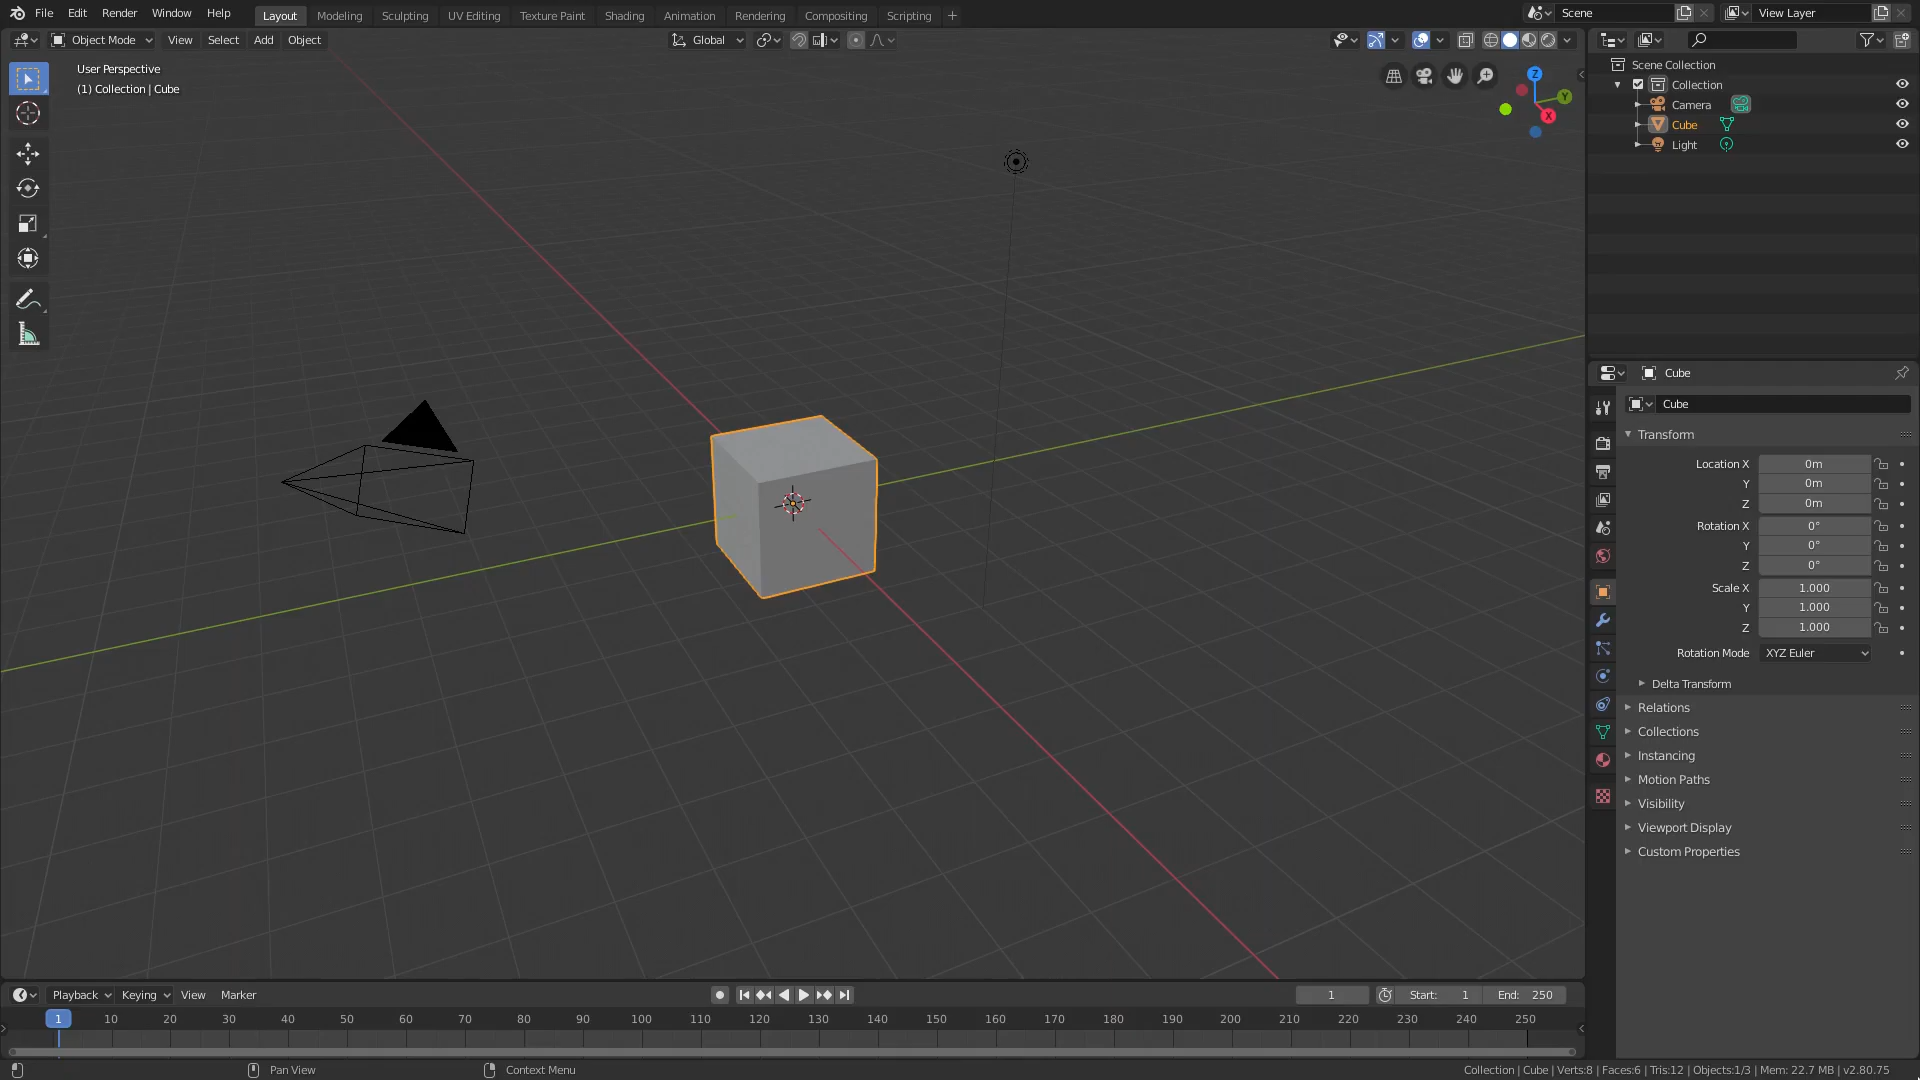 File Edit Render Window Help Layout Modeling Sculpting UV Editing Texture Paint Shading Animation Rendering Compositing Scripting + Scene View Layer
Object Mode View Select Add Object Global
User Perspective
(1) Collection | Cube
Z
Y
X
Scene Collection
Collection
Camera
Cube
Light
Cube
Cube
Transform
Location X 0m
Y 0m
Z 0m
Rotation X 0°
Y 0°
Z 0°
Scale X 1.000
Y 1.000
Z 1.000
Rotation Mode XYZ Euler
Delta Transform
Relations
Collections
Instancing
Motion Paths
Visibility
Viewport Display
Custom Properties
Playback Keying View Marker 1 Start: 1 End: 250
1 10 20 30 40 50 60 70 80 90 100 110 120 130 140 150 160 170 180 190 200 210 220 230 240 250
Pan View Context Menu Collection | Cube | Verts:8 | Faces:6 | Tris:12 | Objects:1/3 | Mem: 22.7 MB | v2.80.75